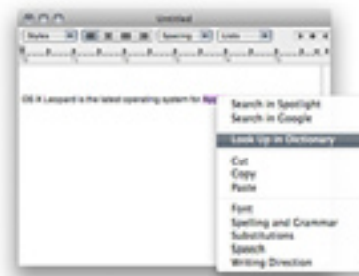 Untitled
Styles Spacing Lists
OS X Leopard is the latest operating system for
Search in Spotlight
Search in Google
Look Up in Dictionary
Cut
Copy
Paste
Font
Spelling and Grammar
Substitutions
Speech
Writing Direction